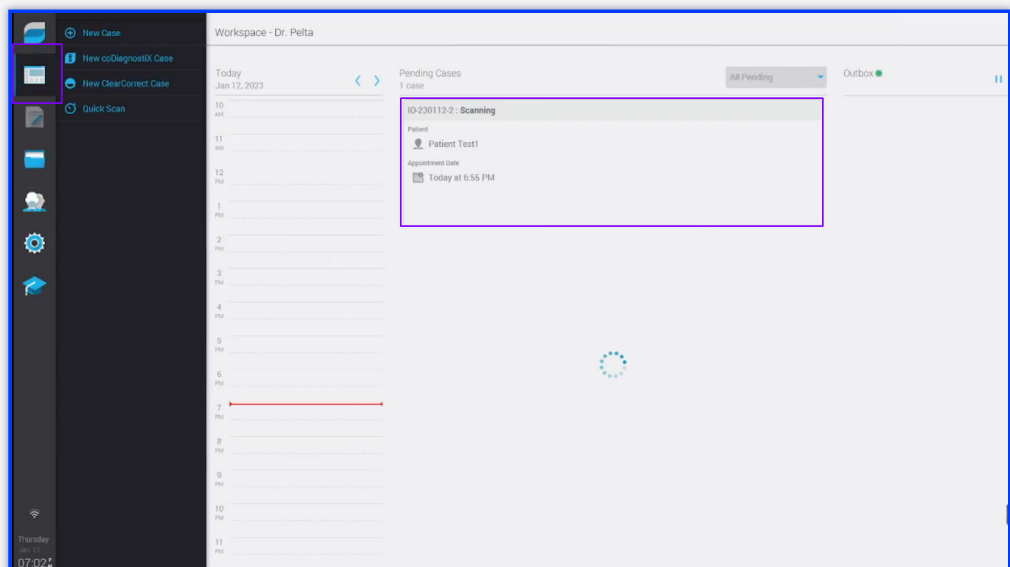 New Case
New coDiagnostiX Case
New ClearCorrect Case
Quick Scan
Workspace - Dr. Pelta
Today
Jan 12, 2023
10
AM
11
AM
12
PM
1
PM
2
PM
3
PM
4
PM
5
PM
6
PM
7
PM
8
PM
9
PM
10
PM
11
PM
Pending Cases
1 case
All Pending
IO-230112-2 : Scanning
Patient
Patient Test1
Appointment Date
Today at 6:55 PM
Outbox
Thursday
Jan 12
07:02